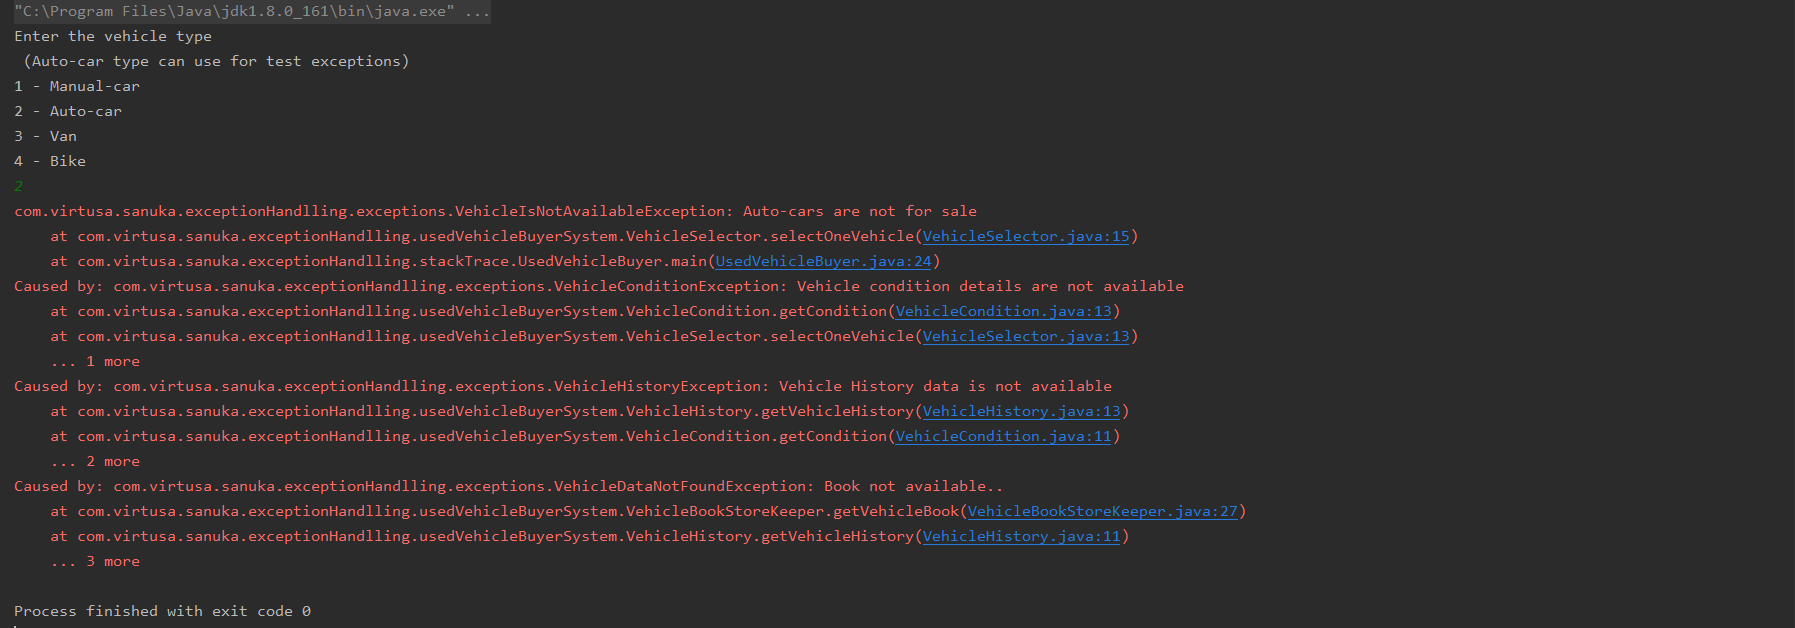 "C:\Program Files\Java\jdk1.8.0_161\bin\java.exe" ...
Enter the vehicle type
 (Auto-car type can use for test exceptions)
1 - Manual-car
2 - Auto-car
3 - Van
4 - Bike
2
com.virtusa.sanuka.exceptionHandlling.exceptions.VehicleIsNotAvailableException: Auto-cars are not for sale
    at com.virtusa.sanuka.exceptionHandlling.usedVehicleBuyerSystem.VehicleSelector.selectOneVehicle(VehicleSelector.java:15)
    at com.virtusa.sanuka.exceptionHandlling.stackTrace.UsedVehicleBuyer.main(UsedVehicleBuyer.java:24)
Caused by: com.virtusa.sanuka.exceptionHandlling.exceptions.VehicleConditionException: Vehicle condition details are not available
    at com.virtusa.sanuka.exceptionHandlling.usedVehicleBuyerSystem.VehicleCondition.getCondition(VehicleCondition.java:13)
    at com.virtusa.sanuka.exceptionHandlling.usedVehicleBuyerSystem.VehicleSelector.selectOneVehicle(VehicleSelector.java:13)
    ... 1 more
Caused by: com.virtusa.sanuka.exceptionHandlling.exceptions.VehicleHistoryException: Vehicle History data is not available
    at com.virtusa.sanuka.exceptionHandlling.usedVehicleBuyerSystem.VehicleHistory.getVehicleHistory(VehicleHistory.java:13)
    at com.virtusa.sanuka.exceptionHandlling.usedVehicleBuyerSystem.VehicleCondition.getCondition(VehicleCondition.java:11)
    ... 2 more
Caused by: com.virtusa.sanuka.exceptionHandlling.exceptions.VehicleDataNotFoundException: Book not available..
    at com.virtusa.sanuka.exceptionHandlling.usedVehicleBuyerSystem.VehicleBookStoreKeeper.getVehicleBook(VehicleBookStoreKeeper.java:27)
    at com.virtusa.sanuka.exceptionHandlling.usedVehicleBuyerSystem.VehicleHistory.getVehicleHistory(VehicleHistory.java:11)
    ... 3 more
Process finished with exit code 0